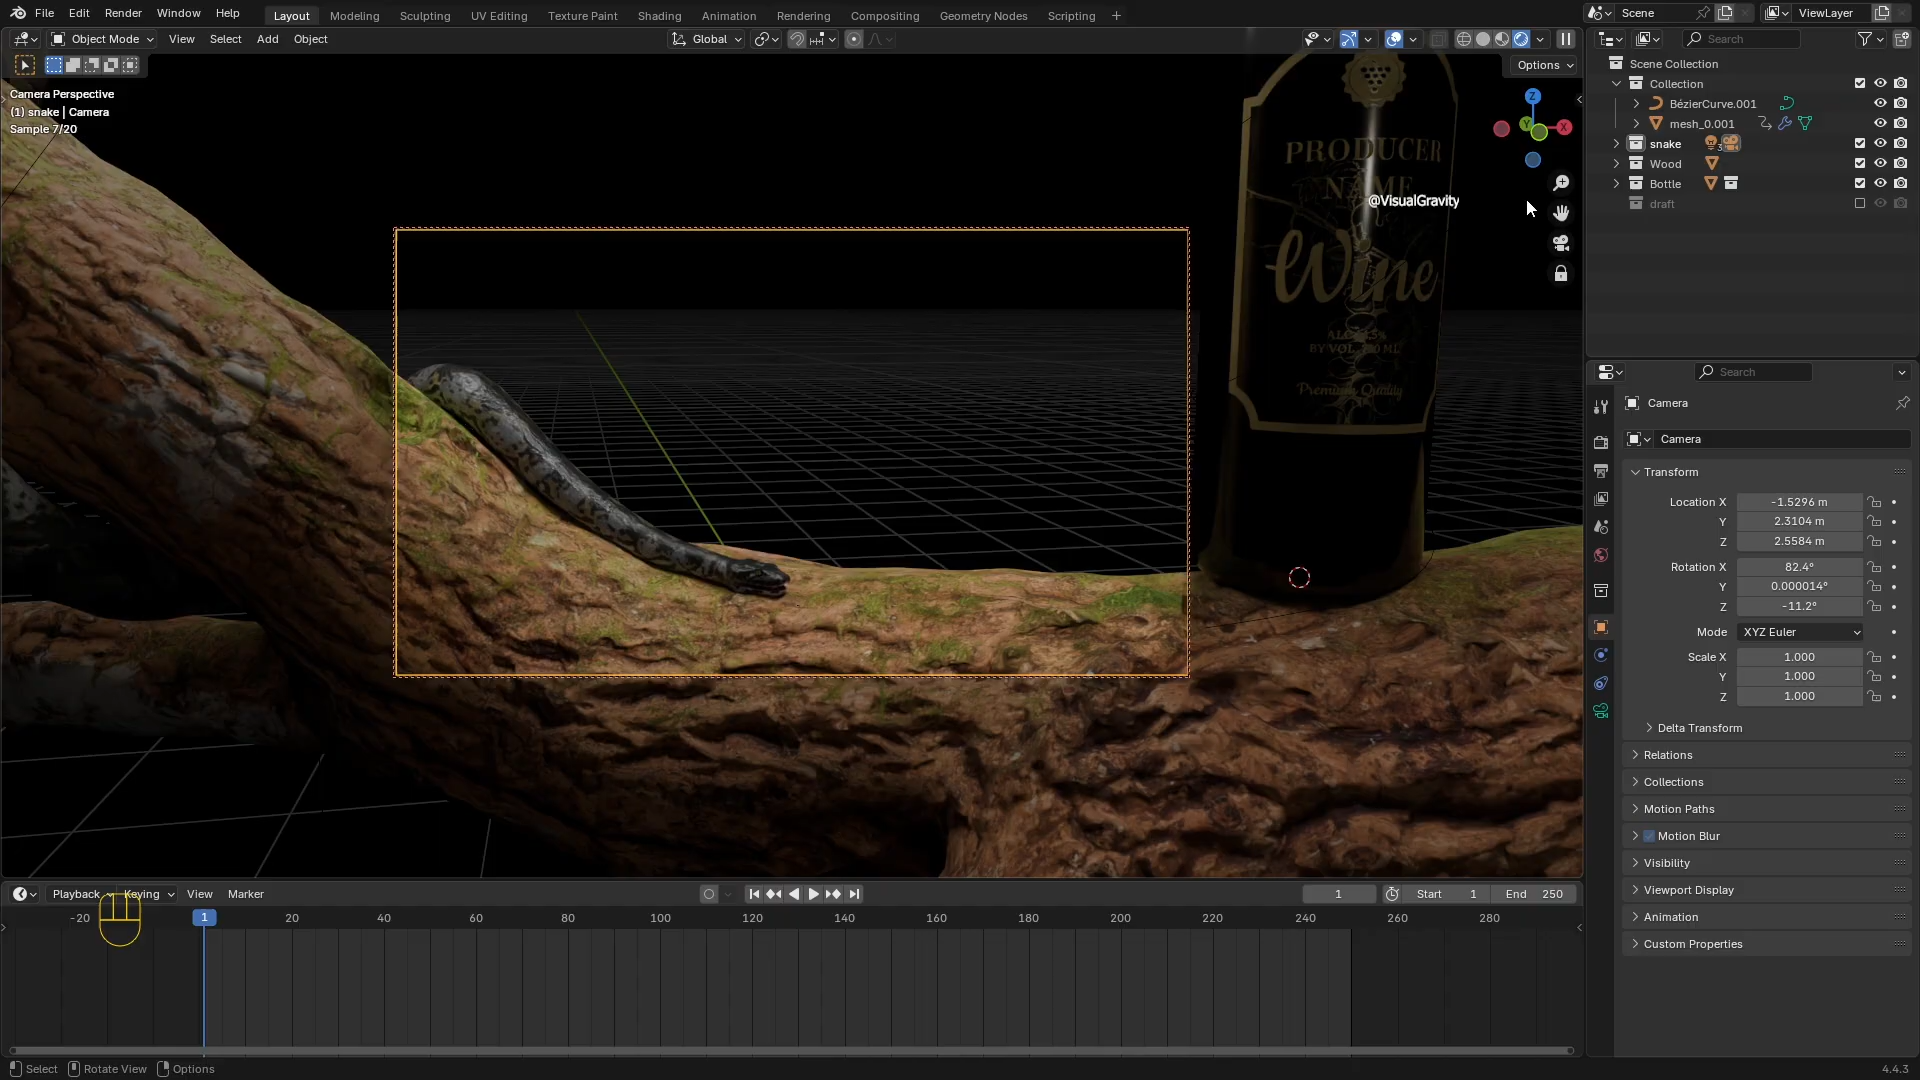 File Edit Render Window Help Layout Modeling Sculpting UV Editing Texture Paint Shading Animation Rendering Compositing Geometry Nodes Scripting + Scene ViewLayer
Object Mode View Select Add Object Global Search
Options
Camera Perspective
(1) snake | Camera
Sample 7/20
Z
X
Y
PRODUCER
NAME
@VisualGravity
Wine
BY VOL.
Premium Quality
Scene Collection
Collection
BézierCurve.001
mesh_0.001
snake
3
Wood
Bottle
draft
Search
Camera
Camera
Transform
Location X -1.5296 m
Y 2.3104 m
Z 2.5584 m
Rotation X 82.4°
Y 0.000014°
Z -11.2°
Mode XYZ Euler
Scale X 1.000
Y 1.000
Z 1.000
Delta Transform
Relations
Collections
Motion Paths
Motion Blur
Visibility
Viewport Display
Animation
Custom Properties
Playback Keying View Marker 1 Start 1 End 250
-20 1 20 40 60 80 100 120 140 160 180 200 220 240 260 280
Select Rotate View Options 4.4.3